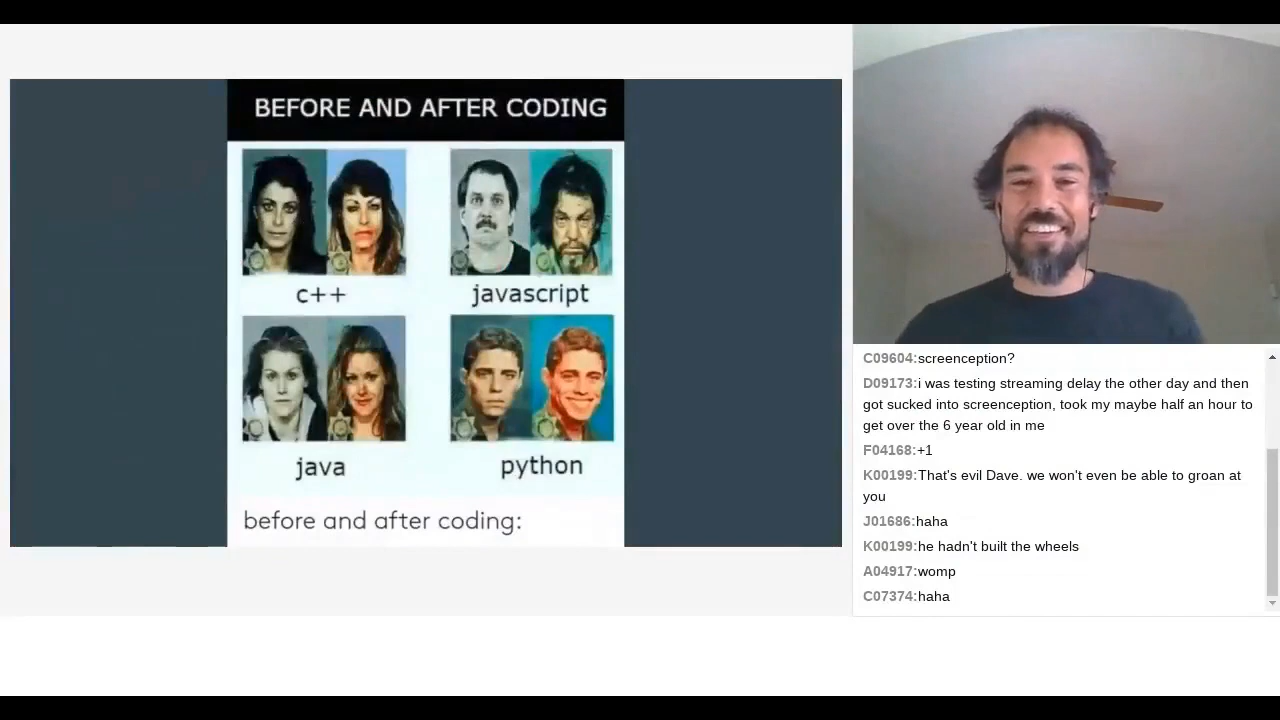 BEFORE AND AFTER CODING
c++
javascript
java
python
before and after coding:
C09604:screenception?
D09173:i was testing streaming delay the other day and then
got sucked into screenception, took my maybe half an hour to
get over the 6 year old in me
F04168:+1
K00199:That's evil Dave. we won't even be able to groan at
you
J01686:haha
K00199:he hadn't built the wheels
A04917:womp
C07374:haha